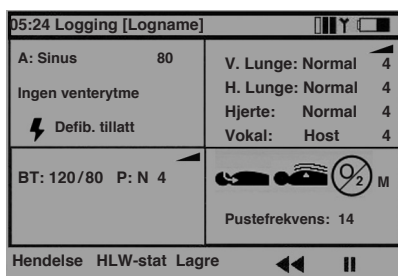 05:24 Logging [Logname]
A: Sinus 80
Ingen venterytme
Defib. tillatt
V. Lunge: Normal 4
H. Lunge: Normal 4
Hjerte: Normal 4
Vokal: Host 4
BT: 120/80 P: N 4
O2 M
Pustefrekvens: 14
Hendelse HLW-stat Lagre